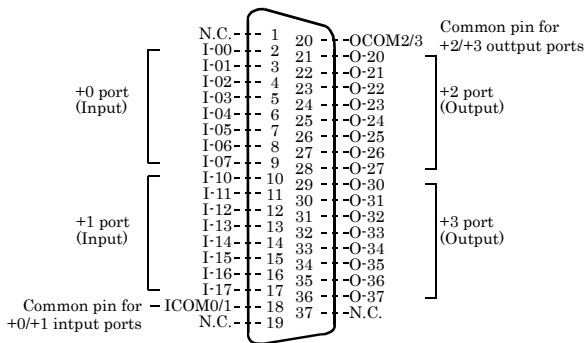 N.C. 1
I-00 2
I-01 3
I-02 4
I-03 5
I-04 6
I-05 7
I-06 8
I-07 9
I-10 10
I-11 11
I-12 12
I-13 13
I-14 14
I-15 15
I-16 16
I-17 17
ICOM0/1 18
N.C. 19
+0 port
(Input)
+1 port
(Input)
Common pin for
+0/+1 intput ports
20 OCOM2/3
21 O-20
22 O-21
23 O-22
24 O-23
25 O-24
26 O-25
27 O-26
28 O-27
29 O-30
30 O-31
31 O-32
32 O-33
33 O-34
34 O-35
35 O-36
36 O-37
37 N.C.
Common pin for
+2/+3 outtput ports
+2 port
(Output)
+3 port
(Output)